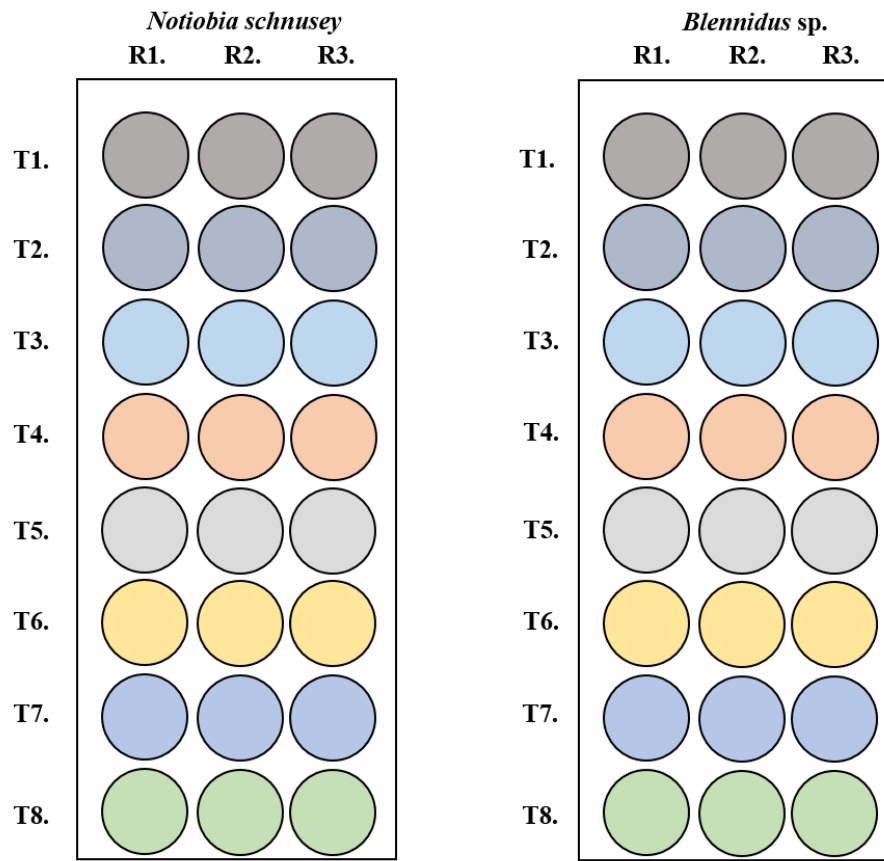 Notiobia schnusey
R1. R2. R3.
T1.
T2.
T3.
T4.
T5.
T6.
T7.
T8.
Blennidus sp.
R1. R2. R3.
T1.
T2.
T3.
T4.
T5.
T6.
T7.
T8.